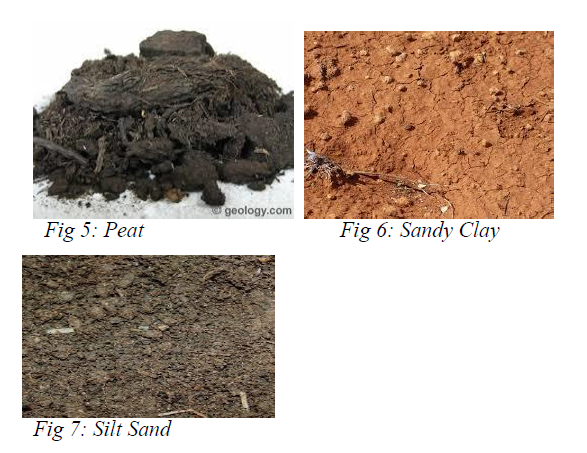 © geology.com
Fig 5: Peat
Fig 6: Sandy Clay
Fig 7: Silt Sand